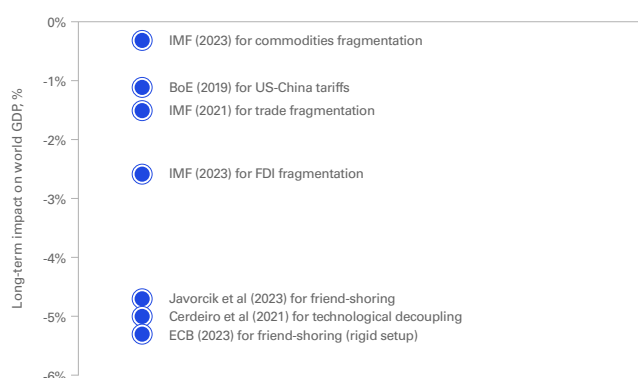 0%
IMF (2023) for commodities fragmentation
-1%
BoE (2019) for US-China tariffs
IMF (2021) for trade fragmentation
-2%
IMF (2023) for FDI fragmentation
-3%
Long-term impact on world GDP, %
-4%
Javorcik et al (2023) for friend-shoring
-5%
Cerdeiro et al (2021) for technological decoupling
ECB (2023) for friend-shoring (rigid setup)
-6%